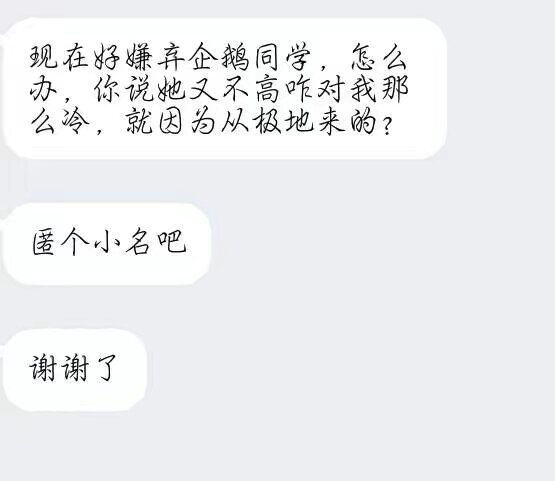 现在好嫌弃企鹅同学，怎么
办，你说她又不高咋对我那
么冷，就因为从极地来的？
匿个小名吧
谢谢了